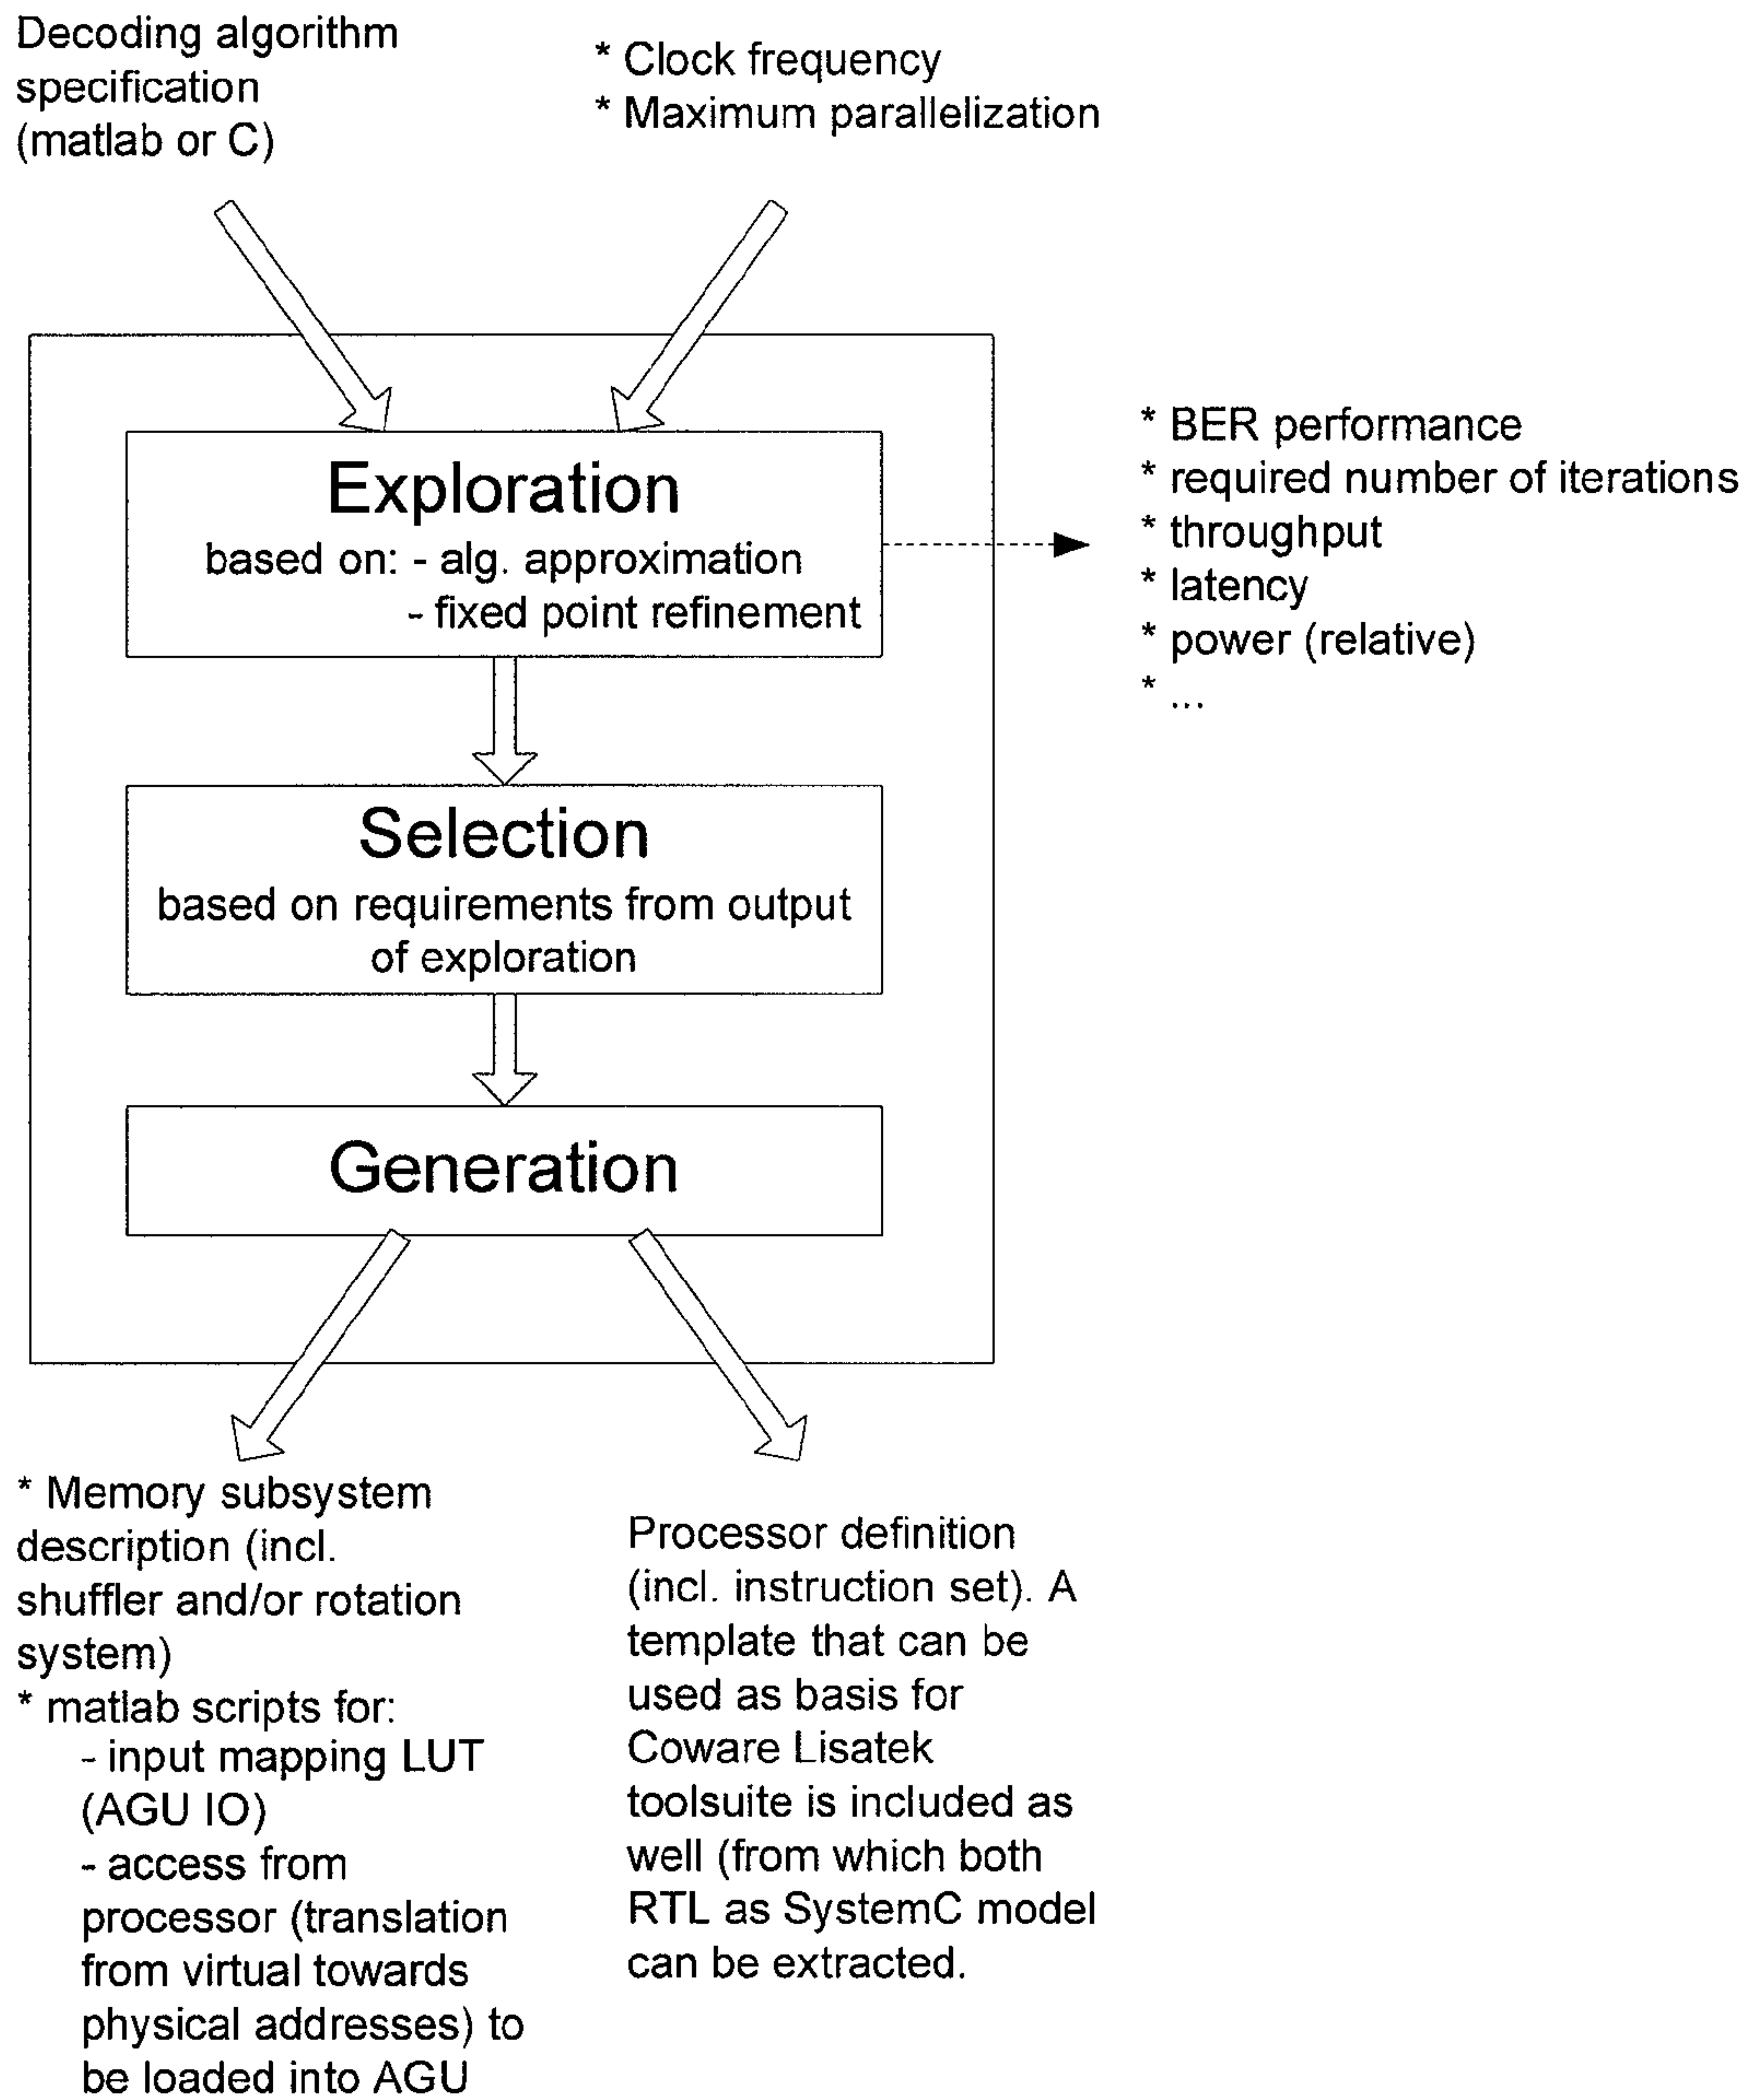 Decoding algorithm
specification
(matlab or C)
* Clock frequency
* Maximum parallelization
Exploration
based on: - alg. approximation
- fixed point refinement
* BER performance
* required number of iterations
* throughput
* latency
* power (relative)
* ...
Selection
based on requirements from output
of exploration
Generation
* Memory subsystem
description (incl.
shuffler and/or rotation
system)
* matlab scripts for:
- input mapping LUT
(AGU IO)
- access from
processor (translation
from virtual towards
physical addresses) to
be loaded into AGU
Processor definition
(incl. instruction set). A
template that can be
used as basis for
Coware Lisatek
toolsuite is included as
well (from which both
RTL as SystemC model
can be extracted.